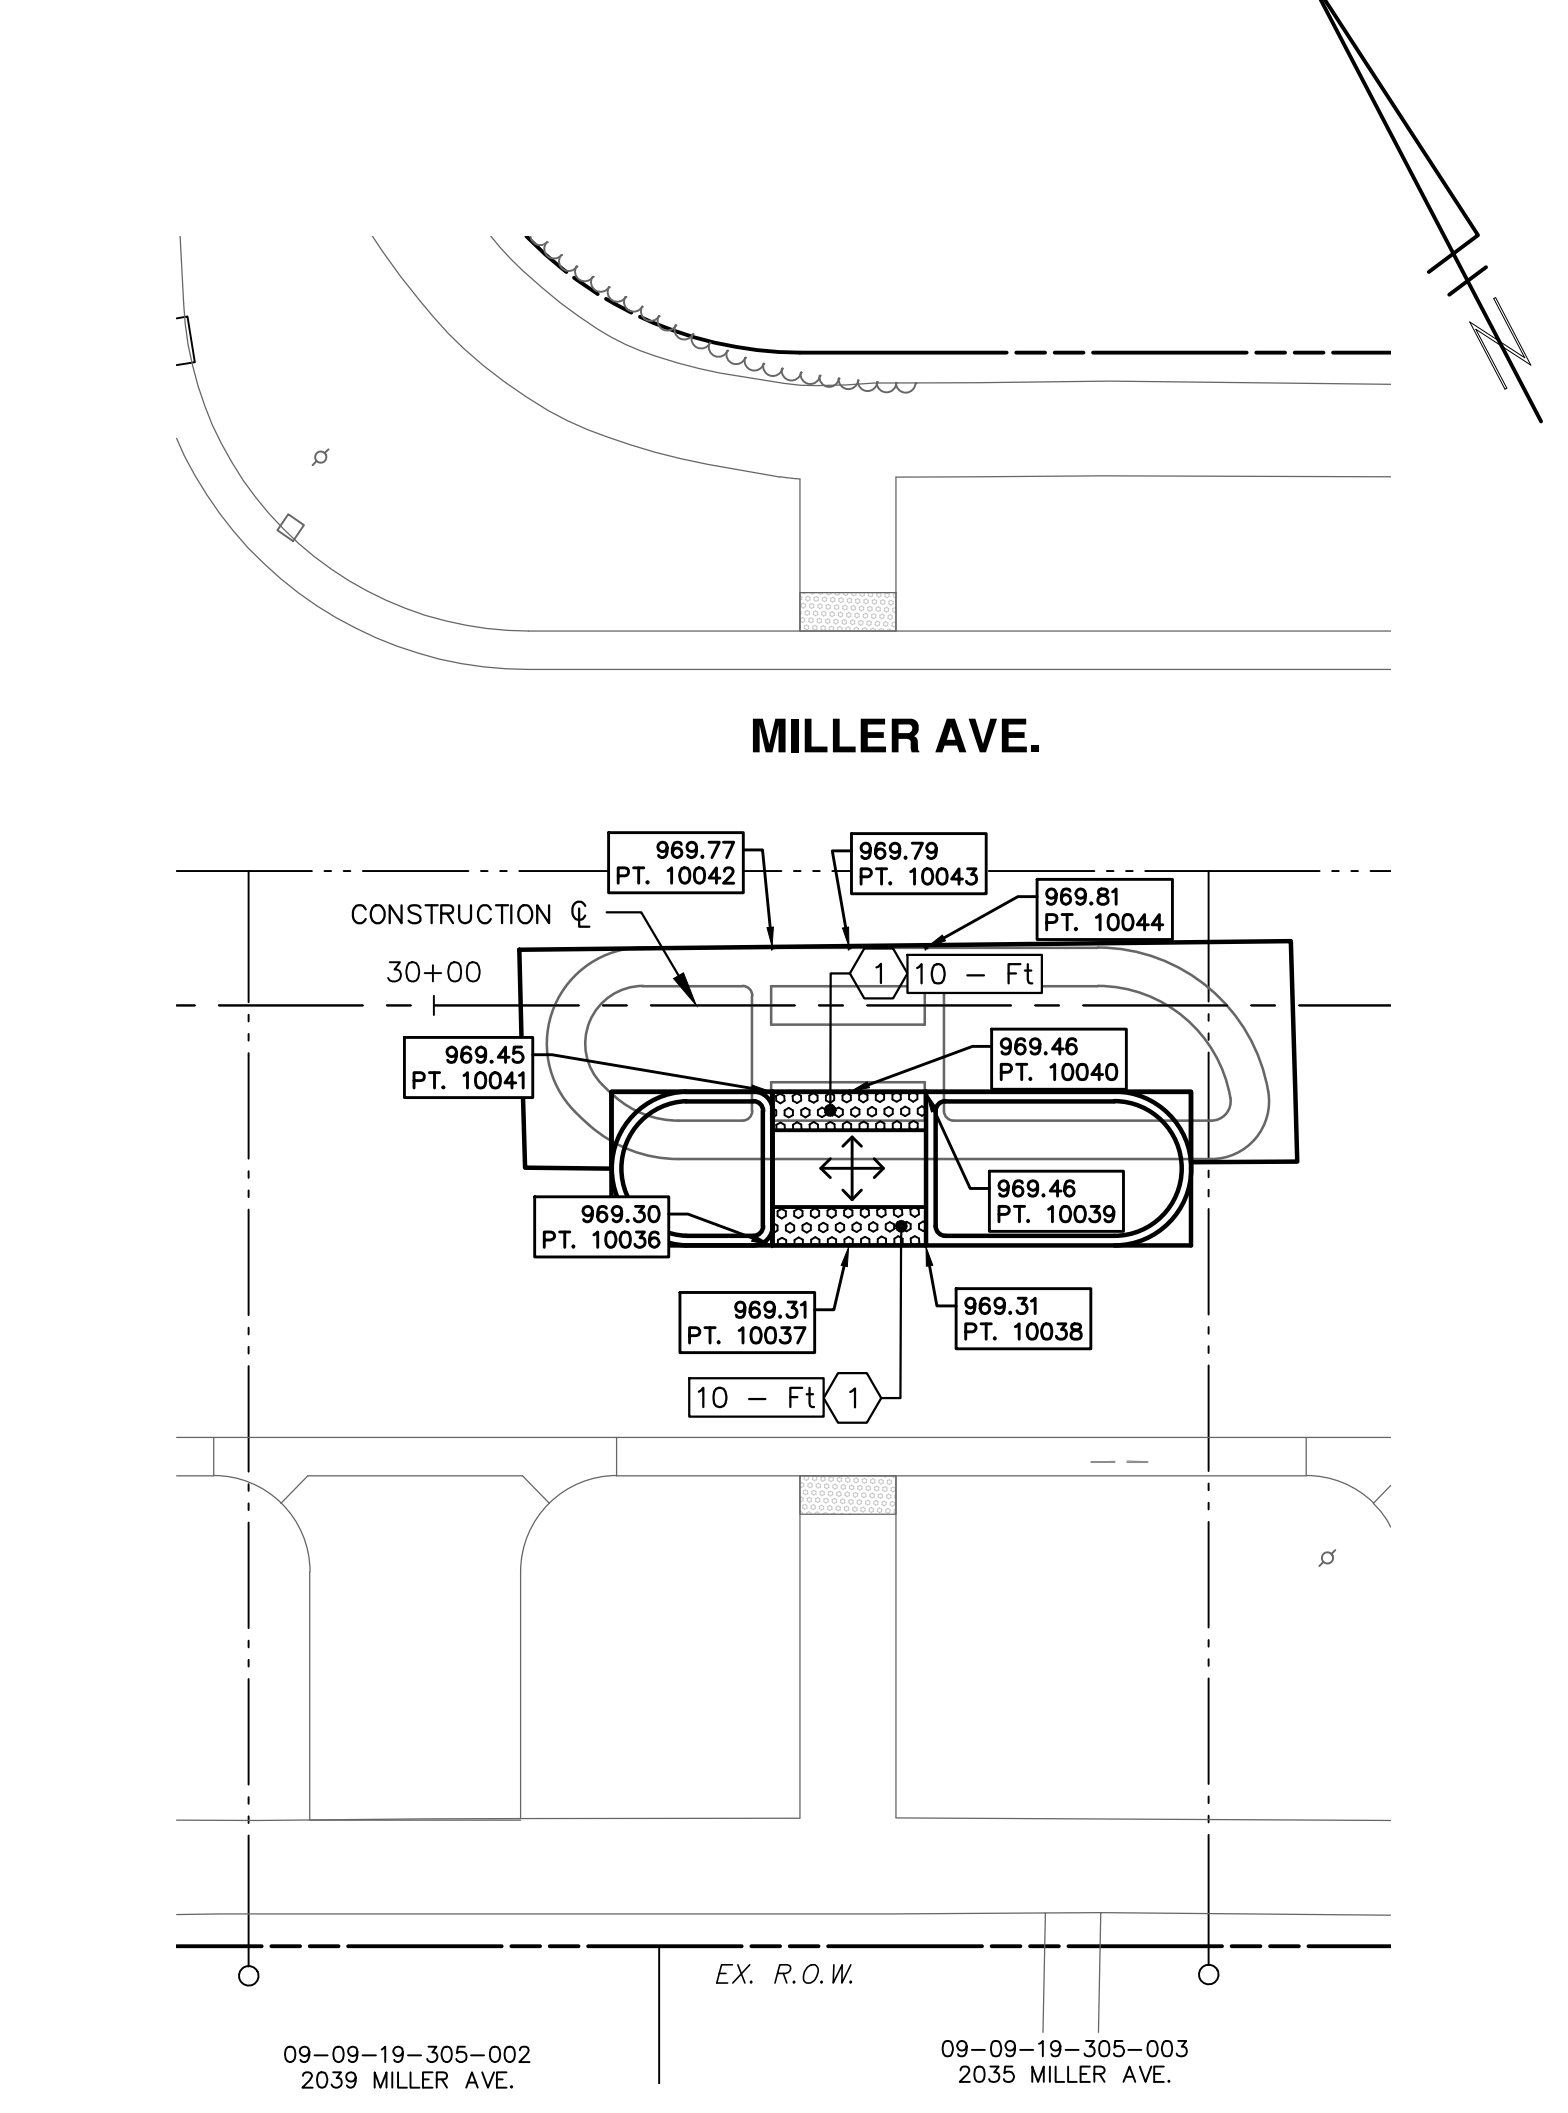 N
MILLER AVE.
969.77
PT. 10042
969.79
PT. 10043
969.81
PT. 10044
CONSTRUCTION ℄
1 10 - Ft
30+00
969.45
PT. 10041
969.46
PT. 10040
969.46
PT. 10039
969.30
PT. 10036
969.31
PT. 10037
969.31
PT. 10038
10 - Ft 1
EX. R.O.W.
09-09-19-305-002
2039 MILLER AVE.
09-09-19-305-003
2035 MILLER AVE.